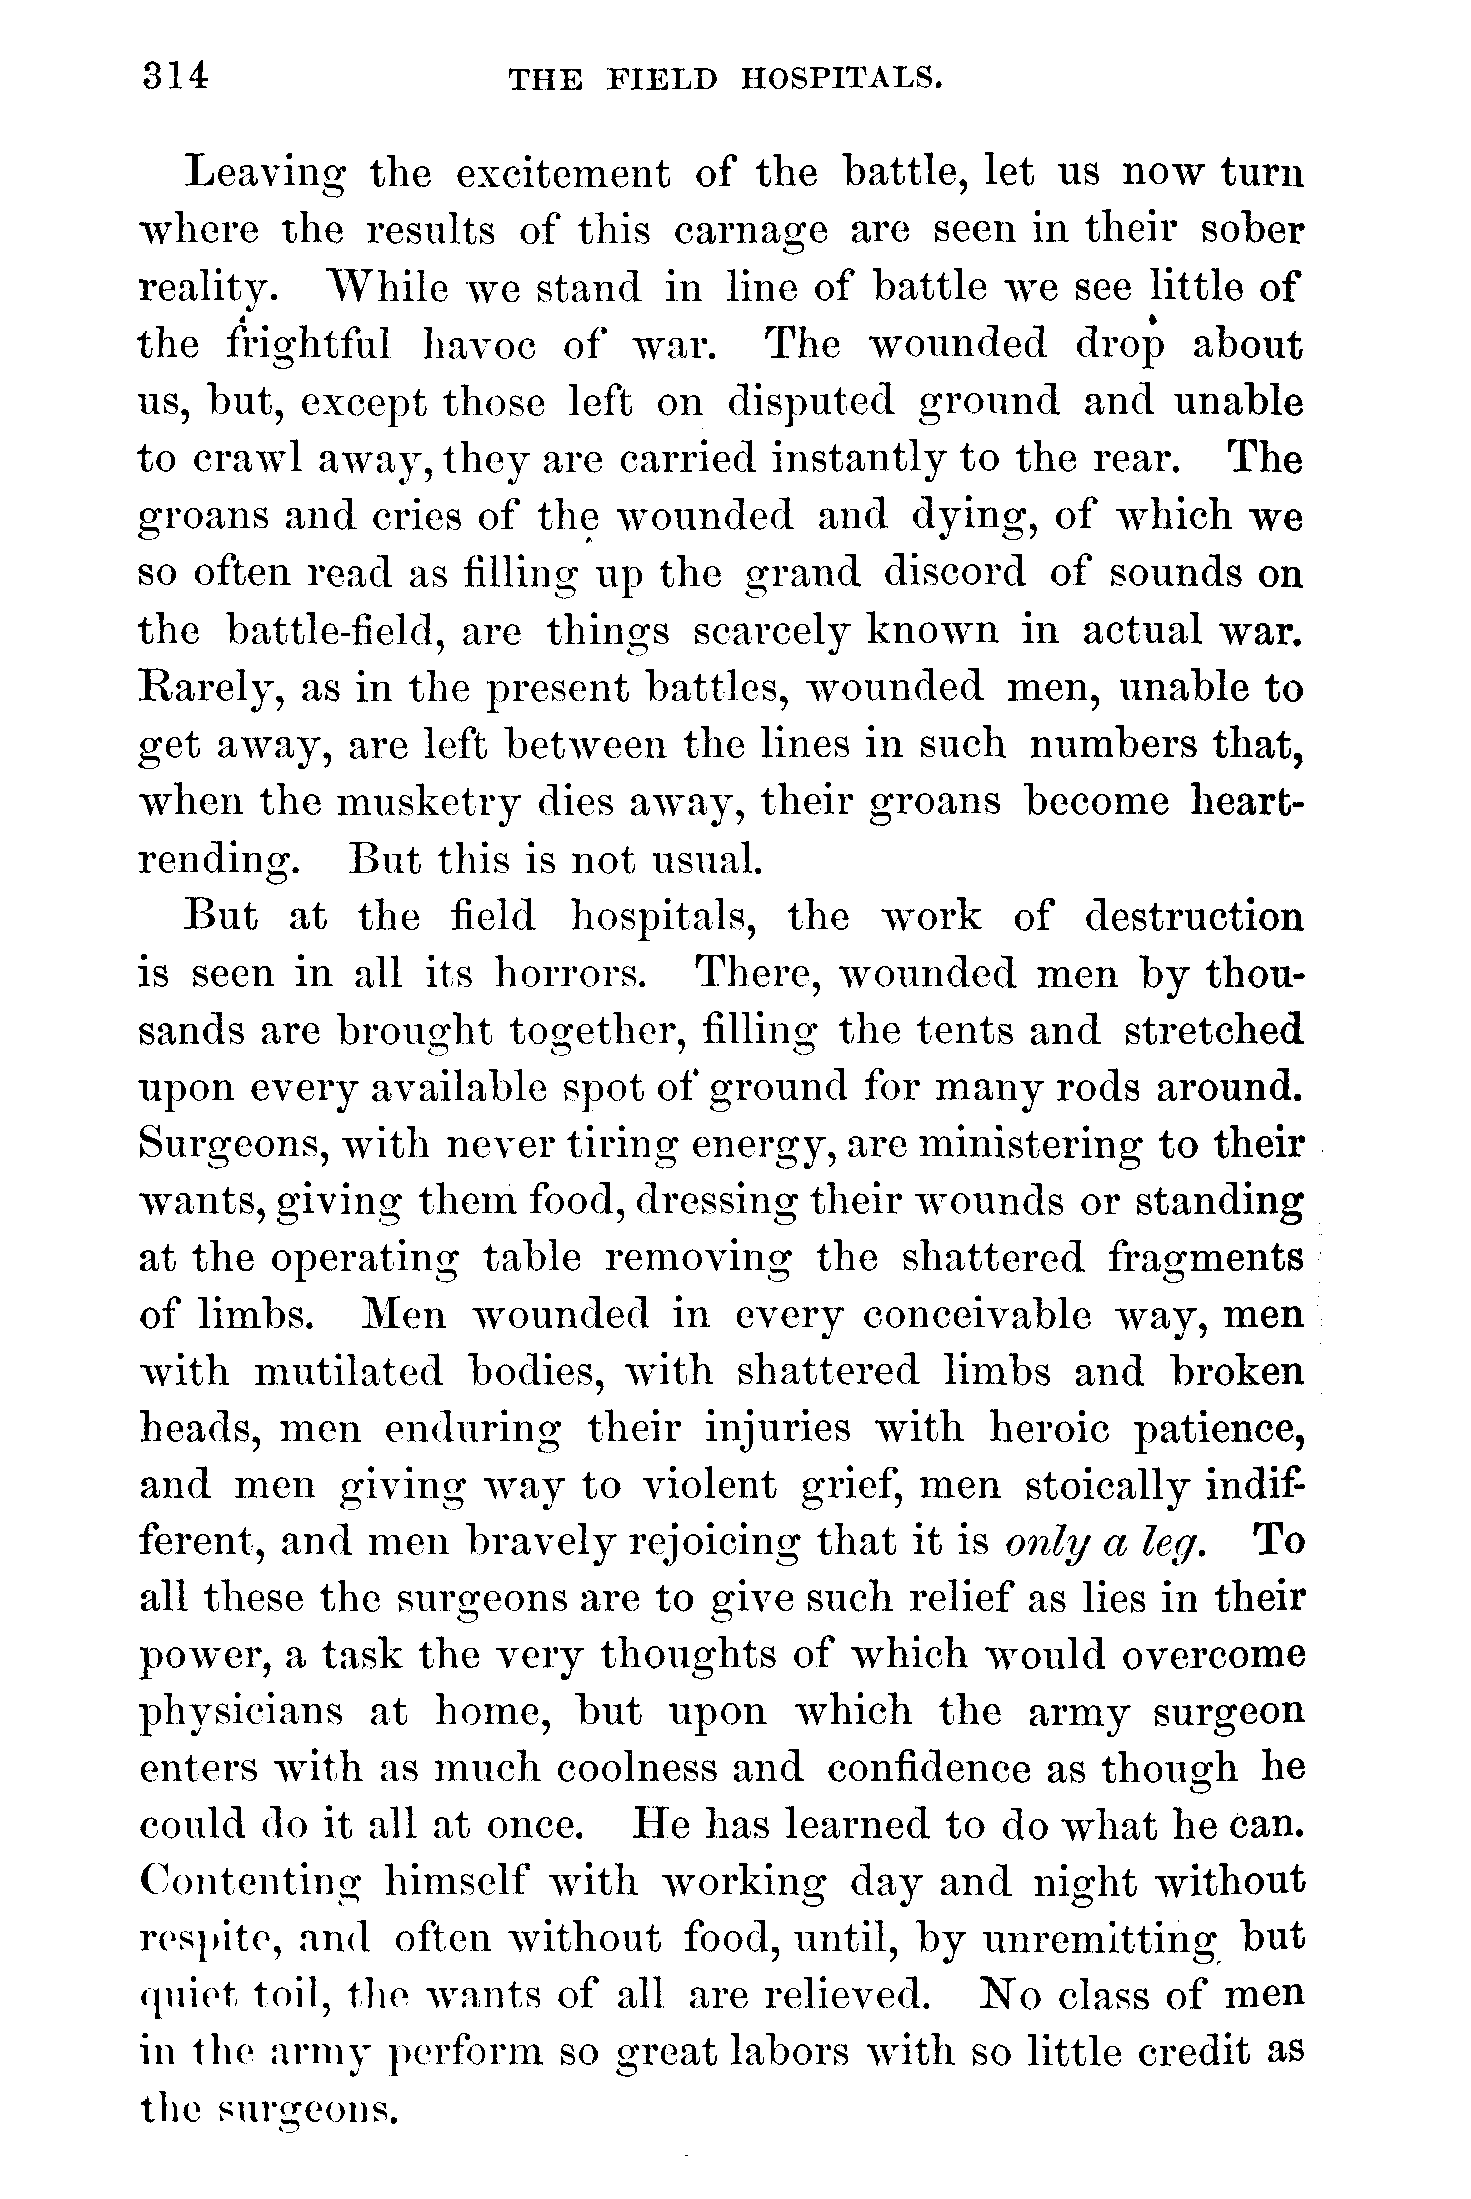 314 THE FIELD HOSPITALS.
Leaving the excitement of the battle, let us now turn
where the results of this carnage are seen in their sober
reality. While we stand in line of battle we see little of
the frightful havoc of war. The wounded drop about
us, but, except those left on disputed ground and unable
to crawl away, they are carried instantly to the rear. The
groans and cries of the wounded and dying, of which we
so often read as filling up the grand discord of sounds on
the battle-field, are things scarcely known in actual war.
Rarely, as in the present battles, wounded men, unable to
get away, are left between the lines in such numbers that,
when the musketry dies away, their groans become heart-
rending. But this is not usual.
But at the field hospitals, the work of destruction
is seen in all its horrors. There, wounded men by thou-
sands are brought together, filling the tents and stretched
upon every available spot of ground for many rods around.
Surgeons, with never tiring energy, are ministering to their
wants, giving them food, dressing their wounds or standing
at the operating table removing the shattered fragments
of limbs. Men wounded in every conceivable way, men
with mutilated bodies, with shattered limbs and broken
heads, men enduring their injuries with heroic patience,
and men giving way to violent grief, men stoically indif-
ferent, and men bravely rejoicing that it is only a leg. To
all these the surgeons are to give such relief as lies in their
power, a task the very thoughts of which would overcome
physicians at home, but upon which the army surgeon
enters with as much coolness and confidence as though he
could do it all at once. He has learned to do what he can.
Contenting himself with working day and night without
respite, and often without food, until, by unremitting but
quiet toil, the wants of all are relieved. No class of men
in the army perform so great labors with so little credit as
the surgeons.